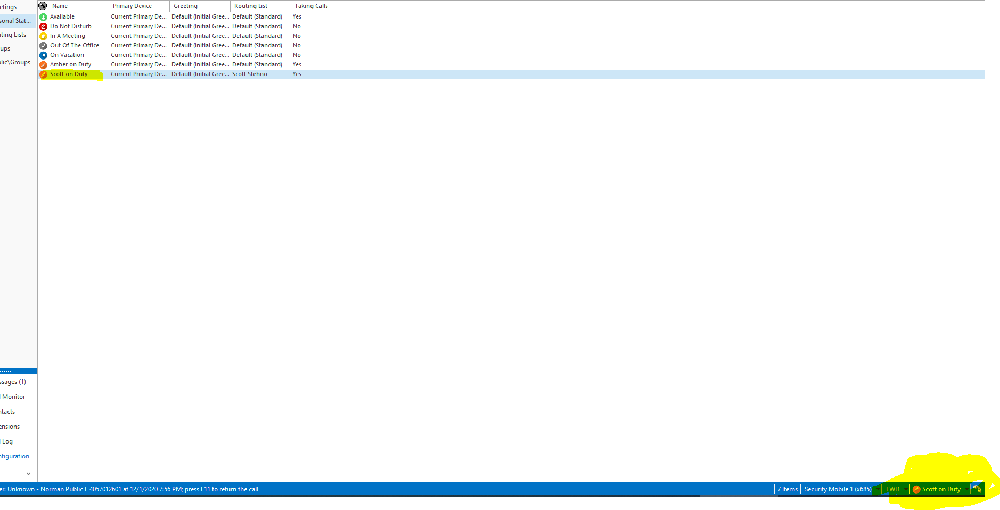 etings
sonal Stat...
ting Lists
ups
lic\Groups
Name Primary Device Greeting Routing List Taking Calls
Available Current Primary De... Default (Initial Gree... Default (Standard) Yes
Do Not Disturb Current Primary De... Default (Initial Gree... Default (Standard) No
In A Meeting Current Primary De... Default (Initial Gree... Default (Standard) No
Out Of The Office Current Primary De... Default (Initial Gree... Default (Standard) No
On Vacation Current Primary De... Default (Initial Gree... Default (Standard) No
Amber on Duty Current Primary De... Default (Initial Gree... Default (Standard) Yes
Scott on Duty Current Primary De... Default (Initial Gree... Scott Stehno Yes
ssages (1)
l Monitor
ntacts
ensions
l Log
nfiguration
er: Unknown - Norman Public L 4057012601 at 12/1/2020 7:56 PM; press F11 to return the call 7 Items Security Mobile 1 (x685) FWD Scott on Duty